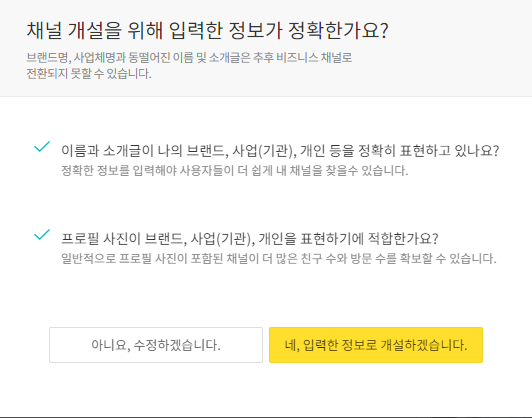 채널 개설을 위해 입력한 정보가 정확한가요?
브랜드명, 사업체명과 동떨어진 이름 및 소개글은 추후 비즈니스 채널로
전환되지 못할 수 있습니다.
이름과 소개글이 나의 브랜드, 사업(기관), 개인 등을 정확히 표현하고 있나요?
정확한 정보를 입력해야 사용자들이 더 쉽게 내 채널을 찾을수 있습니다.
프로필 사진이 브랜드, 사업(기관), 개인을 표현하기에 적합한가요?
일반적으로 프로필 사진이 포함된 채널이 더 많은 친구 수와 방문 수를 확보할 수 있습니다.
아니요, 수정하겠습니다.
네, 입력한 정보로 개설하겠습니다.